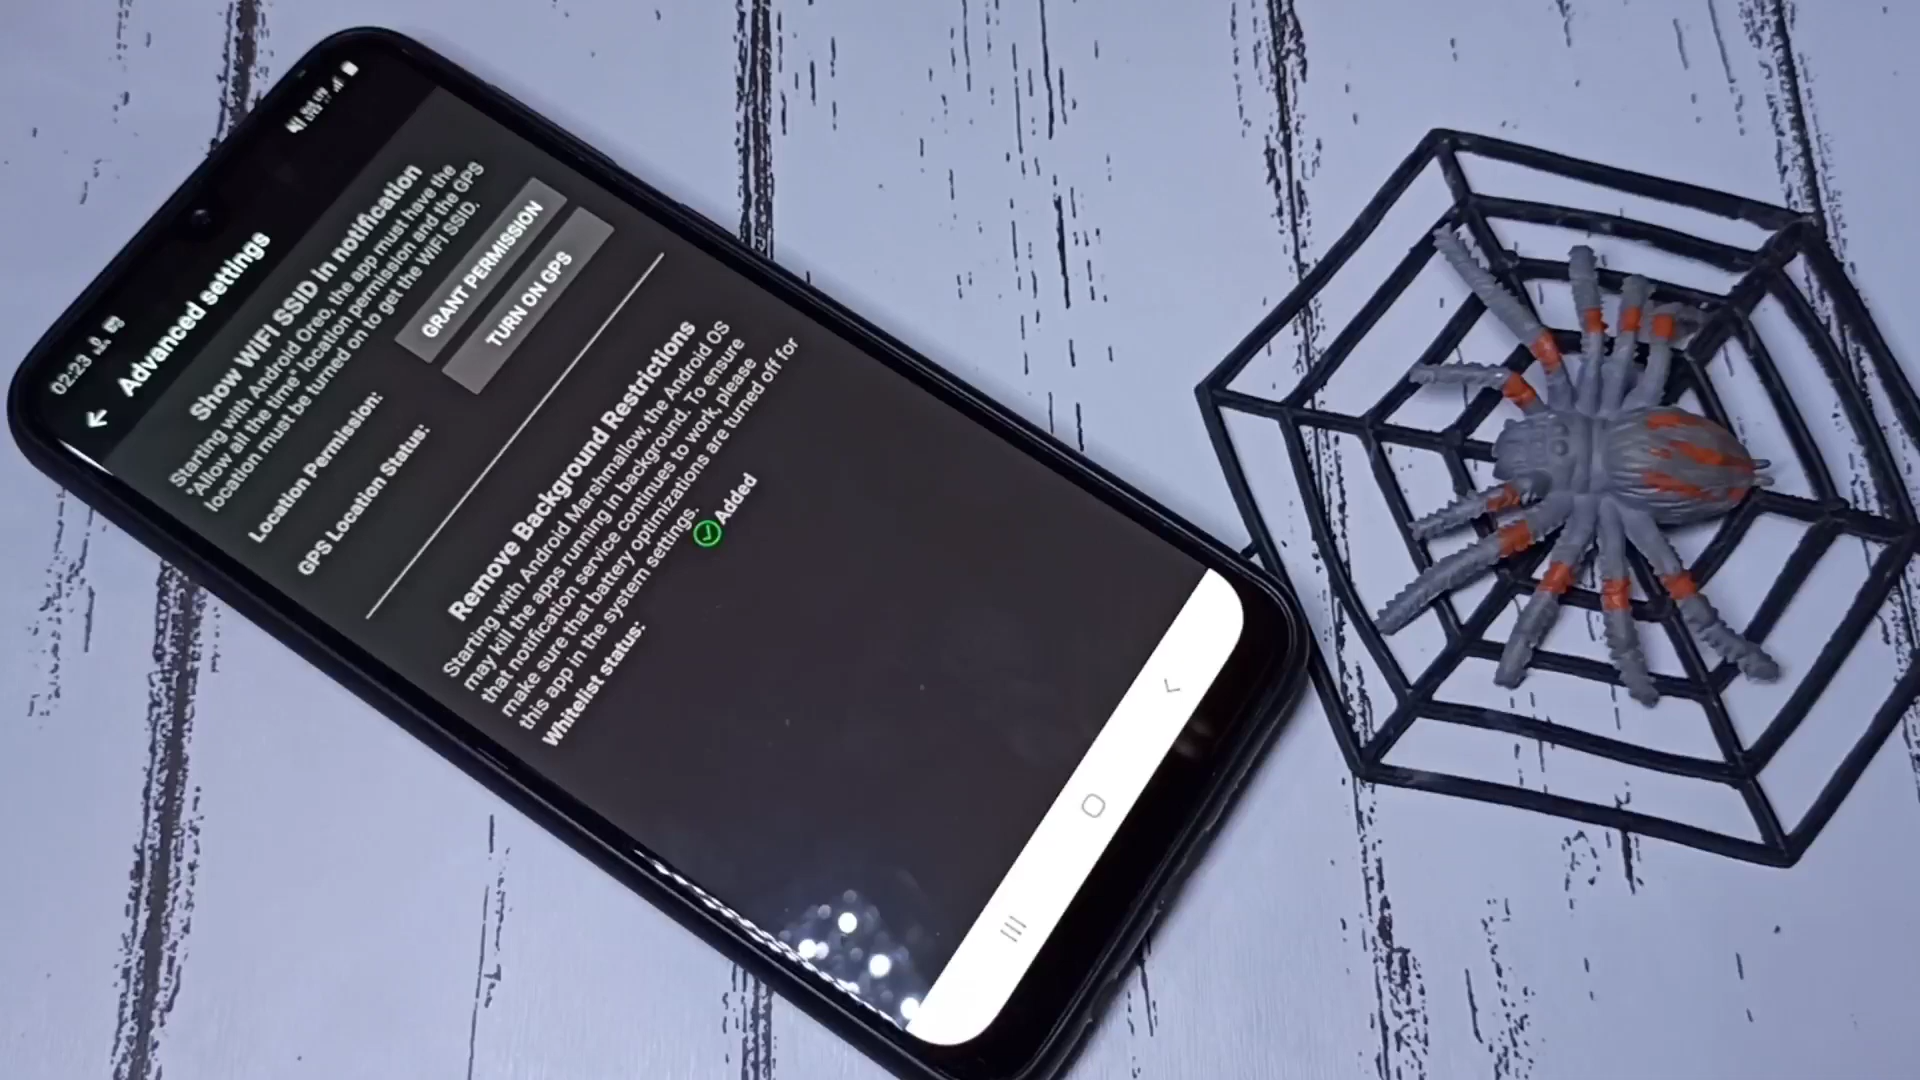 02:23
Advanced settings
Show WIFI SSID in notification
Starting with Android Oreo, the app must have the
"Allow all the time" location permission and the GPS
location must be turned on to get the WIFI SSID.
Location Permission:
GRANT PERMISSION
GPS Location Status:
TURN ON GPS
Remove Background Restrictions
Starting with Android Marshmallow, the Android OS
may kill the apps running in background. To ensure
that notification service continues to work, please
make sure that battery optimizations are turned off for
this app in the system settings.
Whitelist status:
Added